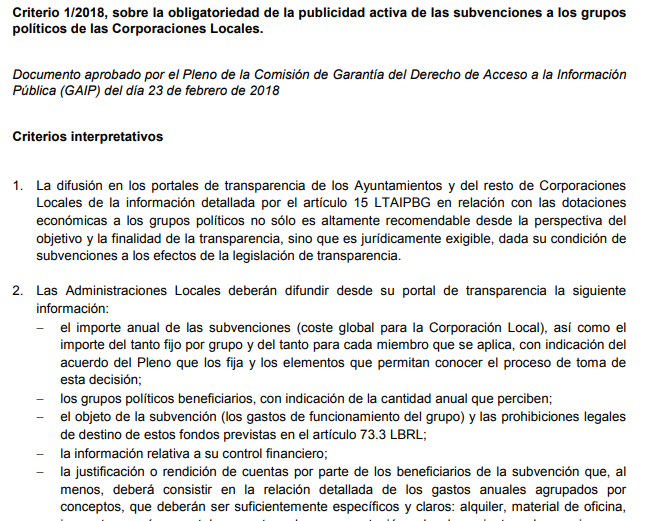 Criterio 1/2018, sobre la obligatoriedad de la publicidad activa de las subvenciones a los grupos
políticos de las Corporaciones Locales.
Documento aprobado por el Pleno de la Comisión de Garantía del Derecho de Acceso a la Información
Pública (GAIP) del día 23 de febrero de 2018
Criterios interpretativos
1. La difusión en los portales de transparencia de los Ayuntamientos y del resto de Corporaciones
Locales de la información detallada por el artículo 15 LTAIPBG en relación con las dotaciones
económicas a los grupos políticos no sólo es altamente recomendable desde la perspectiva del
objetivo y la finalidad de la transparencia, sino que es jurídicamente exigible, dada su condición de
subvenciones a los efectos de la legislación de transparencia.
2. Las Administraciones Locales deberán difundir desde su portal de transparencia la siguiente
información:
– el importe anual de las subvenciones (coste global para la Corporación Local), así como el
importe del tanto fijo por grupo y del tanto para cada miembro que se aplica, con indicación del
acuerdo del Pleno que los fija y los elementos que permitan conocer el proceso de toma de
esta decisión;
– los grupos políticos beneficiarios, con indicación de la cantidad anual que perciben;
– el objeto de la subvención (los gastos de funcionamiento del grupo) y las prohibiciones legales
de destino de estos fondos previstas en el artículo 73.3 LBRL;
– la información relativa a su control financiero;
– la justificación o rendición de cuentas por parte de los beneficiarios de la subvención que, al
menos, deberá consistir en la relación detallada de los gastos anuales agrupados por
conceptos, que deberán ser suficientemente específicos y claros: alquiler, material de oficina,